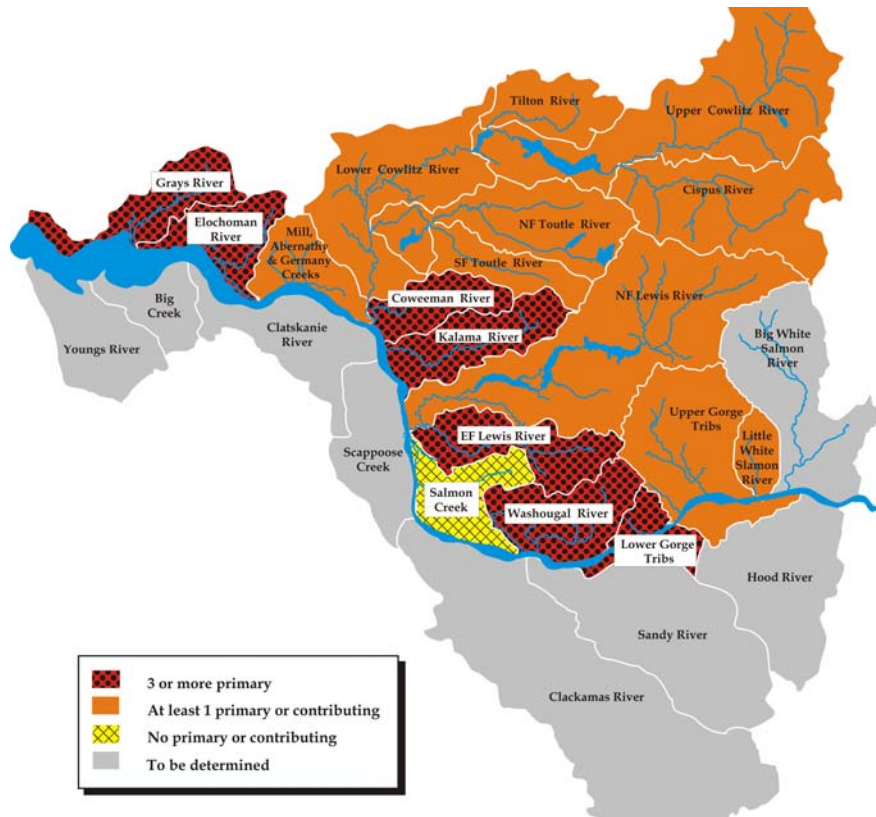 Tilton River
Upper Cowlitz River
Lower Cowlitz River
Grays River
Cispus River
Elochoman
River
Mill,
Abernathy
& Germany
Creeks
NF Toutle River
SF Toutle River
Coweeman River
NF Lewis River
Big
Creek
Clatskanie
River
Kalama River
Big White
Salmon
River
Youngs River
Upper Gorge
Tribs
EF Lewis River
Little
White
Slamon
River
Scappoose
Creek
Salmon
Creek
Washougal River
Lower Gorge
Tribs
Hood River
Sandy River
Clackamas River
3 or more primary
At least 1 primary or contributing
No primary or contributing
To be determined